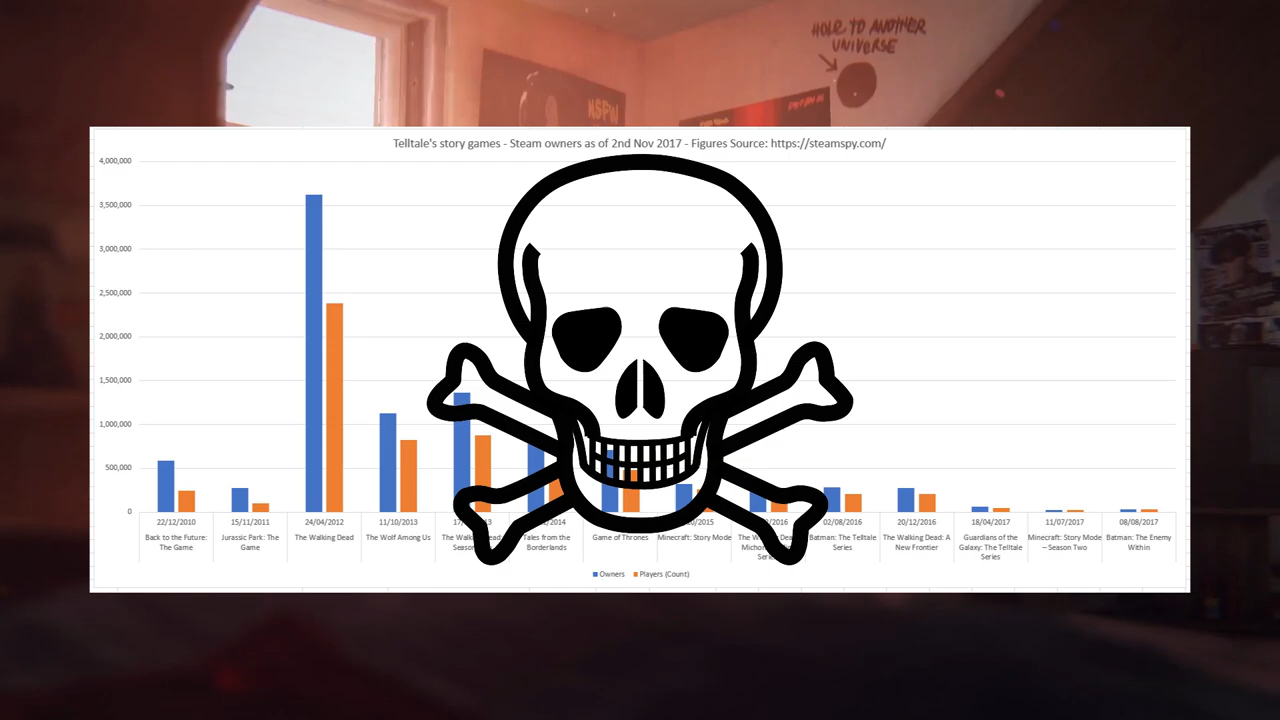 HOLE TO ANOTHER
UNIVERSE
Telltale's story games - Steam owners as of 2nd Nov 2017 - Figures Source: https://steamspy.com/
4,000,000
3,500,000
3,000,000
2,500,000
2,000,000
1,500,000
1,000,000
500,000
0
22/12/2010
15/11/2011
24/04/2012
11/10/2013
2014
02/08/2016
20/12/2016
18/04/2017
11/07/2017
08/08/2017
Back to the Future:
The Game
Jurassic Park: The
Game
The Walking Dead
The Wolf Among Us
The
Tales from the
Borderlands
Game of Thrones
Minecraft: Story Mode
The
Batman: The Telltale
Series
The Walking Dead: A
New Frontier
Guardians of the
Galaxy: The Telltale
Series
Minecraft: Story Mode
– Season Two
Batman: The Enemy
Within
Owners
Players (Count)